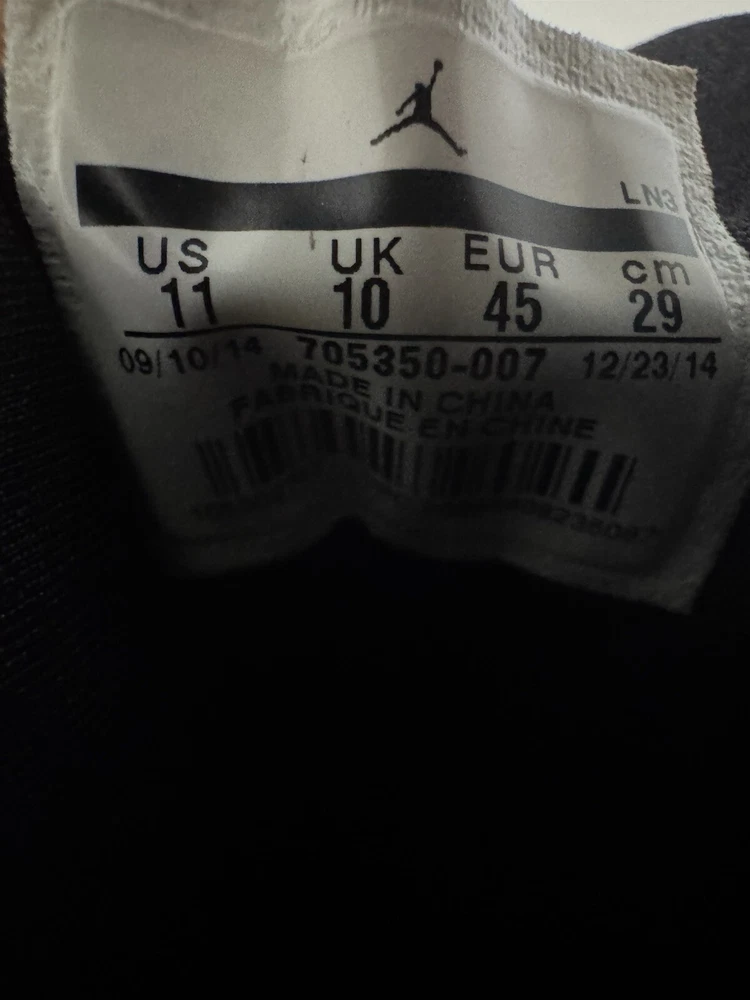 LN3
US UK EUR cm
11 10 45 29
09/10/14 705350-007 12/23/14
MADE IN CHINA
FABRIQUE EN CHINE